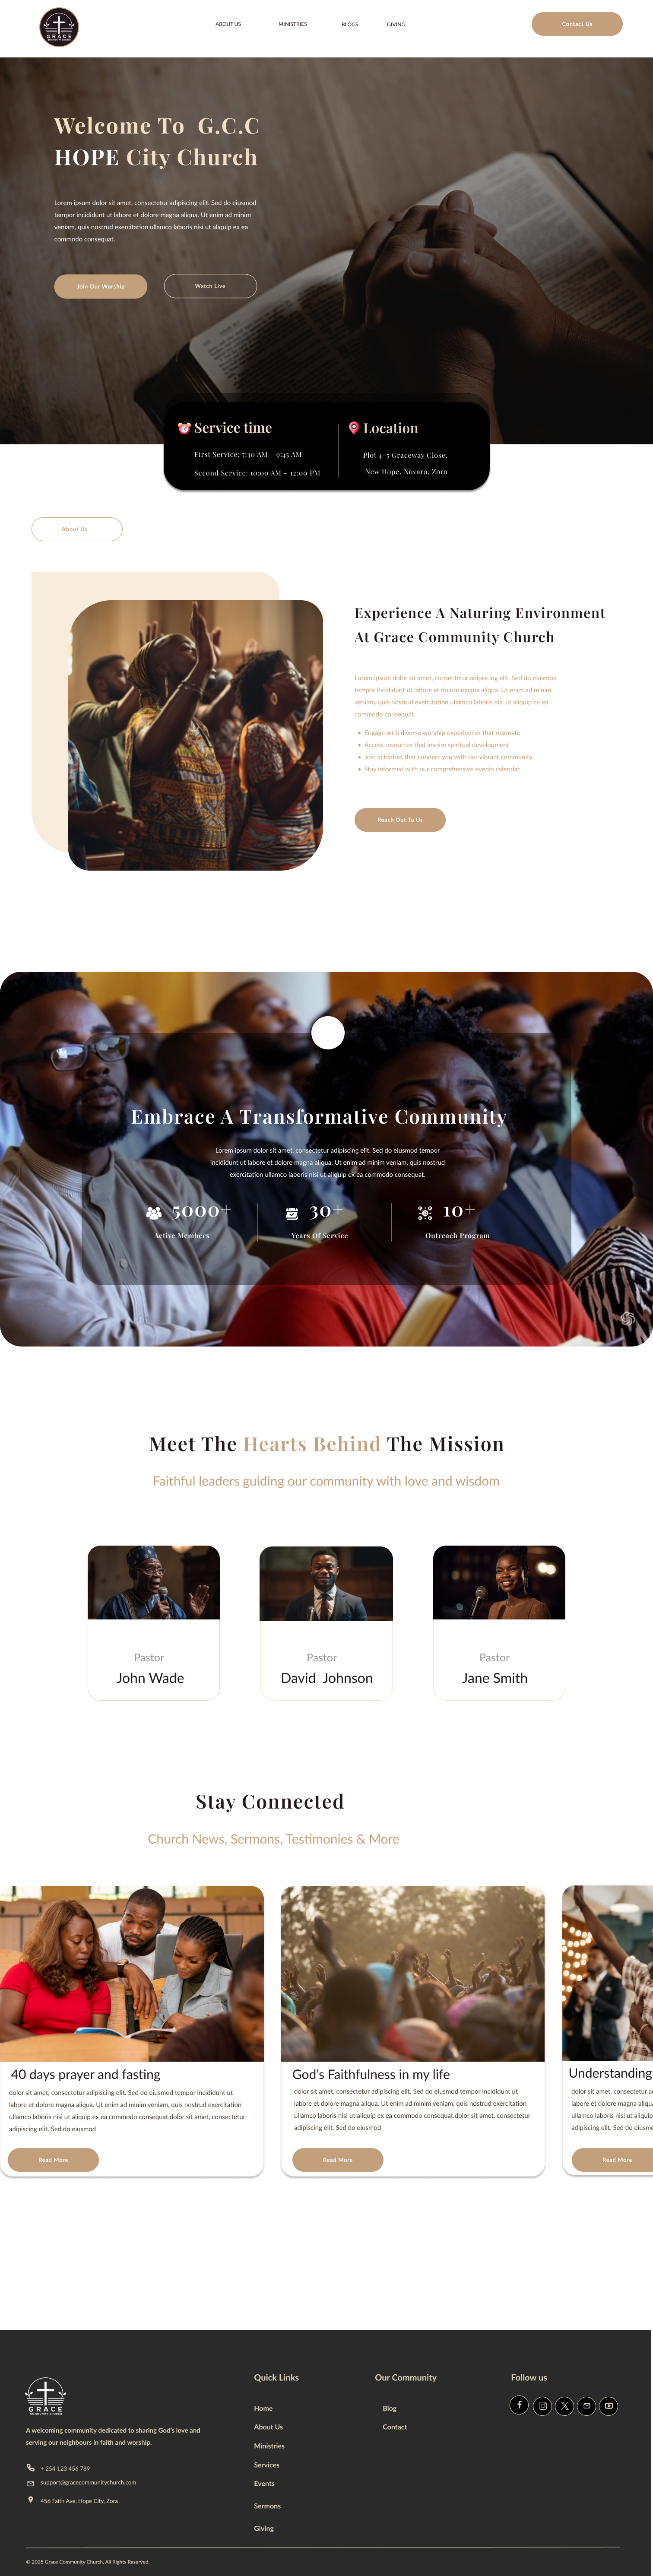 GRACE
COMMUNITY CHURCH
ABOUT US
MINISTRIES
BLOGS
GIVING
Contact Us
Welcome To G.C.C
HOPE City Church
Lorem ipsum dolor sit amet, consectetur adipiscing elit. Sed do eiusmod
tempor incididunt ut labore et dolore magna aliqua. Ut enim ad minim
veniam, quis nostrud exercitation ullamco laboris nisi ut aliquip ex ea
commodo consequat.
Join Our Worship
Watch Live
Service time
First Service: 7:30 AM – 9:45 AM
Second Service: 10:00 AM – 12:00 PM
Location
Plot 4–5 Graceway Close,
New Hope, Novara, Zora
About Us
Experience A Naturing Environment
At Grace Community Church
Lorem ipsum dolor sit amet, consectetur adipiscing elit. Sed do eiusmod
tempor incididunt ut labore et dolore magna aliqua. Ut enim ad minim
veniam, quis nostrud exercitation ullamco laboris nisi ut aliquip ex ea
commodo consequat.
• Engage with diverse worship experiences that resonate
• Access resources that inspire spiritual development
• Join activities that connect you with our vibrant community
• Stay informed with our comprehensive events calendar
Reach Out To Us
Embrace A Transformative Community
Lorem ipsum dolor sit amet, consectetur adipiscing elit. Sed do eiusmod tempor
incididunt ut labore et dolore magna aliqua. Ut enim ad minim veniam, quis nostrud
exercitation ullamco laboris nisi ut aliquip ex ea commodo consequat.
5000+
Active Members
30+
Years Of Service
10+
Outreach Program
Meet The Hearts Behind The Mission
Faithful leaders guiding our community with love and wisdom
Pastor
John Wade
Pastor
David Johnson
Pastor
Jane Smith
Stay Connected
Church News, Sermons, Testimonies & More
40 days prayer and fasting
dolor sit amet, consectetur adipiscing elit. Sed do eiusmod tempor incididunt ut
labore et dolore magna aliqua. Ut enim ad minim veniam, quis nostrud exercitation
ullamco laboris nisi ut aliquip ex ea commodo consequat.dolor sit amet, consectetur
adipiscing elit. Sed do eiusmod
Read More
God's Faithfulness in my life
dolor sit amet, consectetur adipiscing elit. Sed do eiusmod tempor incididunt ut
labore et dolore magna aliqua. Ut enim ad minim veniam, quis nostrud exercitation
ullamco laboris nisi ut aliquip ex ea commodo consequat.dolor sit amet, consectetur
adipiscing elit. Sed do eiusmod
Read More
Understanding
dolor sit amet, consectetur
labore et dolore magna
ullamco laboris nisi ut aliquip
adipiscing elit. Sed do
Read More
GRACE
COMMUNITY CHURCH
A welcoming community dedicated to sharing God's love and
serving our neighbours in faith and worship.
+ 254 123 456 789
support@gracecommunitychurch.com
456 Faith Ave, Hope City, Zora
Quick Links
Home
About Us
Ministries
Services
Events
Sermons
Giving
Our Community
Blog
Contact
Follow us
© 2025 Grace Community Church. All Rights Reserved.